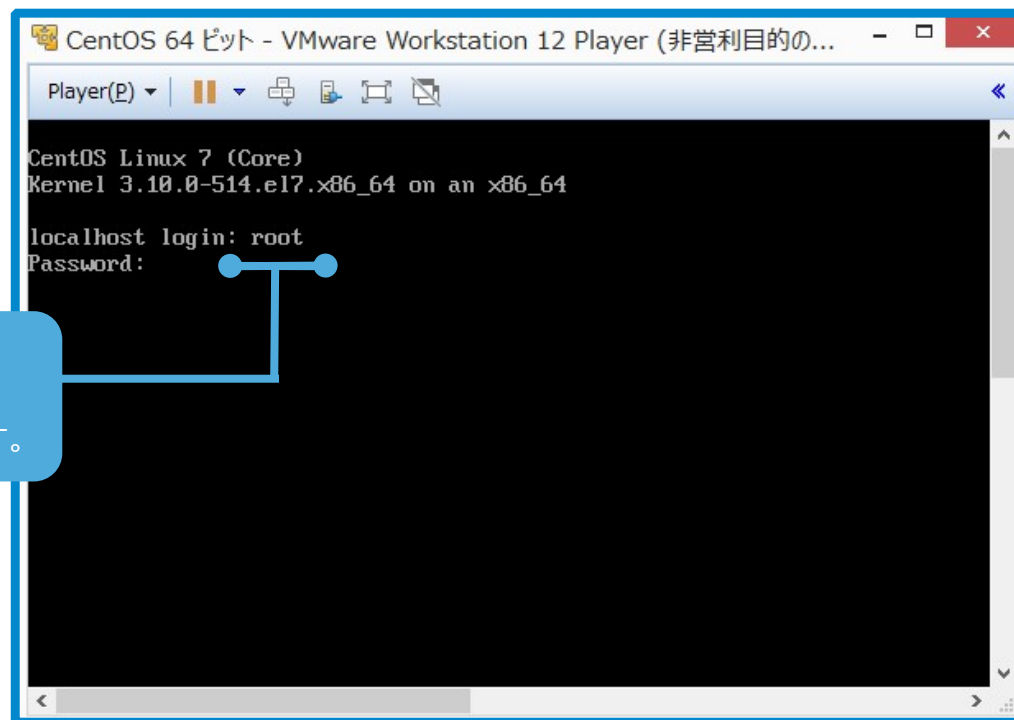 CentOS 64 ビット - VMware Workstation 12 Player (非営利目的の...
Player(P)
CentOS Linux 7 (Core)
Kernel 3.10.0-514.el7.x86_64 on an x86_64
localhost login: root
Password:
。